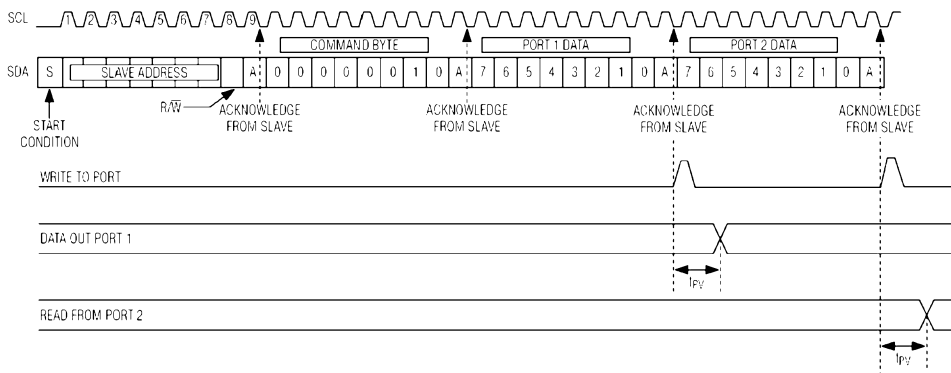 SCL
1 2 3 4 5 6 7 8 9
COMMAND BYTE PORT 1 DATA PORT 2 DATA
SDA S SLAVE ADDRESS A 0 0 0 0 0 0 1 0 A 7 6 5 4 3 2 1 0 A 7 6 5 4 3 2 1 0 A
R/W
START CONDITION
ACKNOWLEDGE FROM SLAVE
ACKNOWLEDGE FROM SLAVE
ACKNOWLEDGE FROM SLAVE
ACKNOWLEDGE FROM SLAVE
WRITE TO PORT
DATA OUT PORT 1
tPV
READ FROM PORT 2
tPV